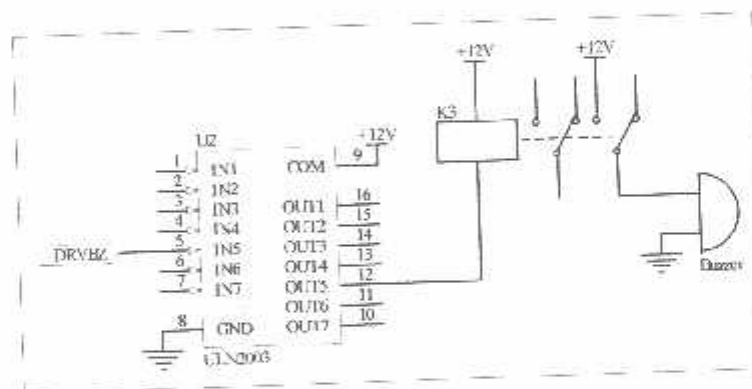 +12V
+12V
K3
U2
+12V
1 IN1
2 IN2
3 IN3
4 IN4
DRVBZ 5 IN5
6 IN6
7 IN7
8 GND
COM 9
OUT1 16
OUT2 15
OUT3 14
OUT4 13
OUT5 12
OUT6 11
OUT7 10
ULN2003
Buzzer